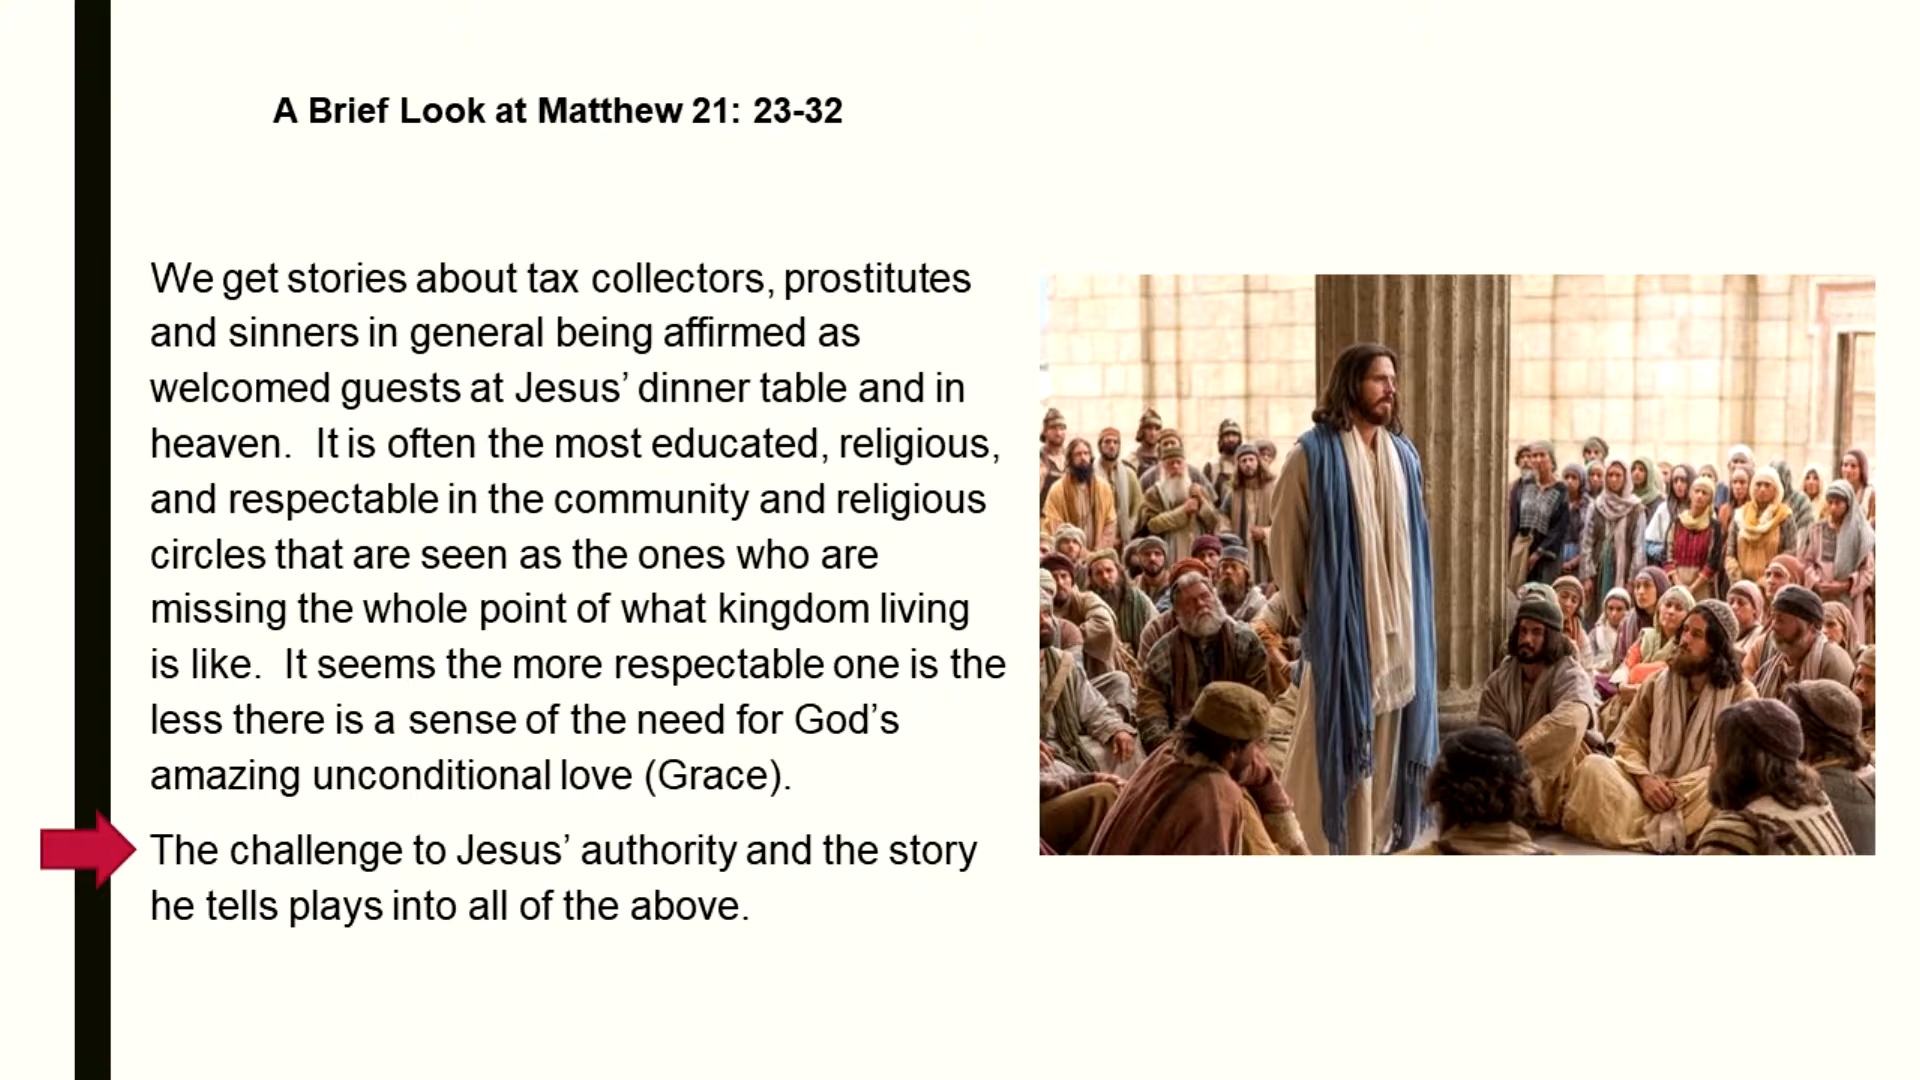 A Brief Look at Matthew 21: 23-32
We get stories about tax collectors, prostitutes
and sinners in general being affirmed as
welcomed guests at Jesus’ dinner table and in
heaven.  It is often the most educated, religious,
and respectable in the community and religious
circles that are seen as the ones who are
missing the whole point of what kingdom living
is like.  It seems the more respectable one is the
less there is a sense of the need for God’s
amazing unconditional love (Grace).
The challenge to Jesus’ authority and the story
he tells plays into all of the above.